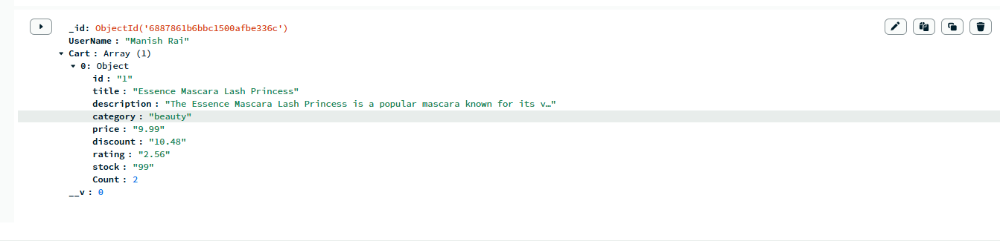 _id: ObjectId('6887861b6bbc1500afbe336c')
UserName : "Manish Rai"
Cart : Array (1)
0: Object
id : "1"
title : "Essence Mascara Lash Princess"
description : "The Essence Mascara Lash Princess is a popular mascara known for its v…"
category : "beauty"
price : "9.99"
discount : "10.48"
rating : "2.56"
stock : "99"
Count : 2
__v : 0